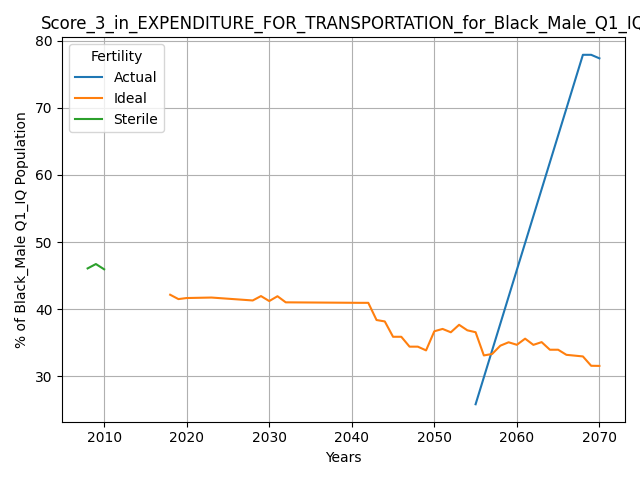 Score_3_in_EXPENDITURE_FOR_TRANSPORTATION_for_Black_Male_Q1_IQ
Fertility
Actual
Ideal
Sterile
% of Black_Male Q1_IQ Population
80
70
60
50
40
30
2010 2020 2030 2040 2050 2060 2070
Years